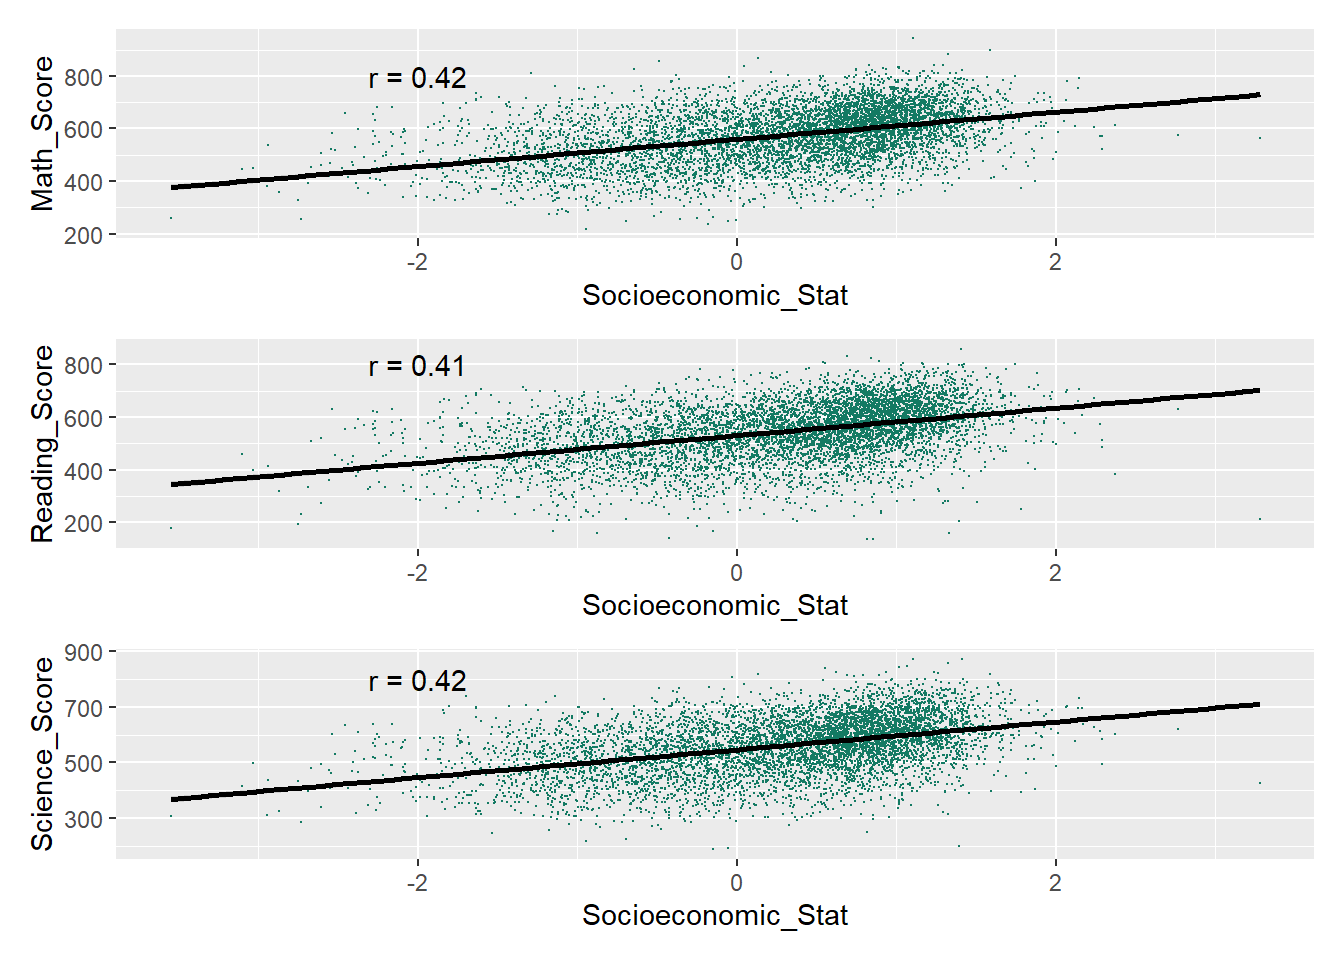 Math_Score
800
600
400
200
r = 0.42
-2
0
2
Socioeconomic_Stat
Reading_Score
800
600
400
200
r = 0.41
-2
0
2
Socioeconomic_Stat
Science_Score
900
700
500
300
r = 0.42
-2
0
2
Socioeconomic_Stat